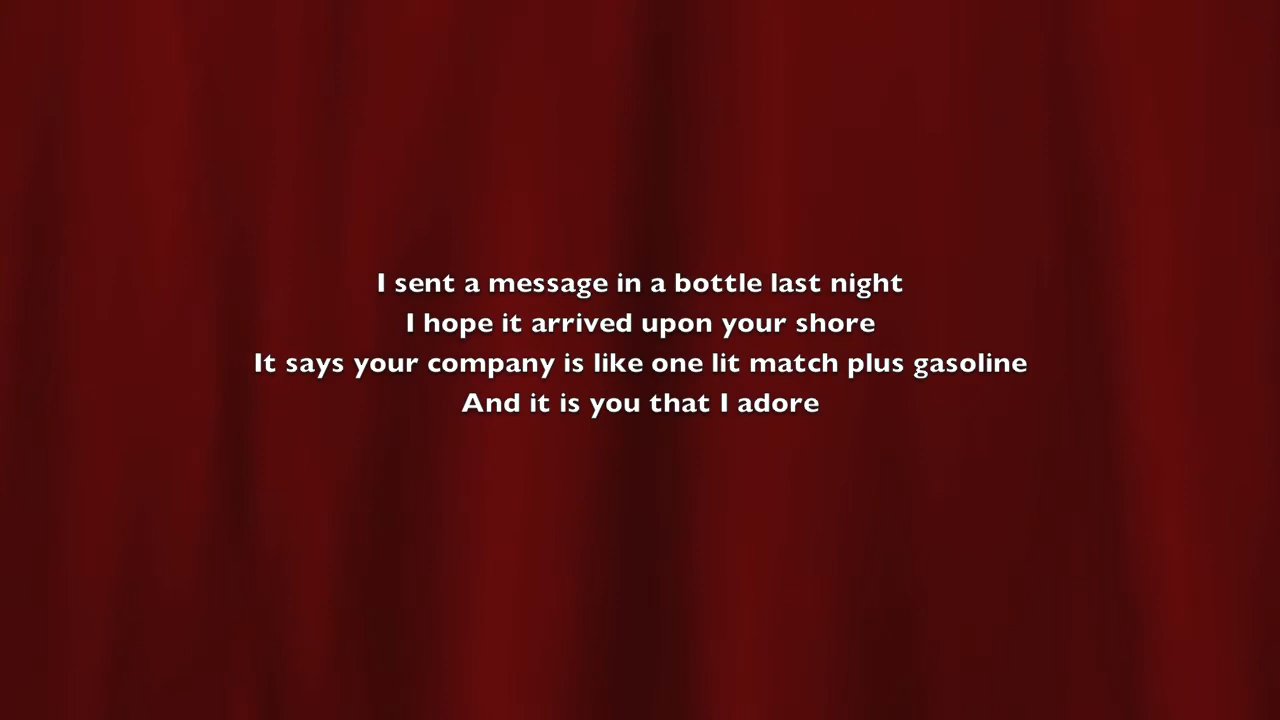 I sent a message in a bottle last night
I hope it arrived upon your shore
It says your company is like one lit match plus gasoline
And it is you that I adore